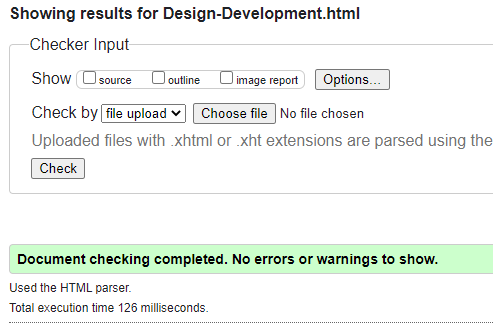 Showing results for Design-Development.html
Checker Input
Show source outline image report Options...
Check by file upload Choose file No file chosen
Uploaded files with .xhtml or .xht extensions are parsed using the
Check
Document checking completed. No errors or warnings to show.
Used the HTML parser.
Total execution time 126 milliseconds.